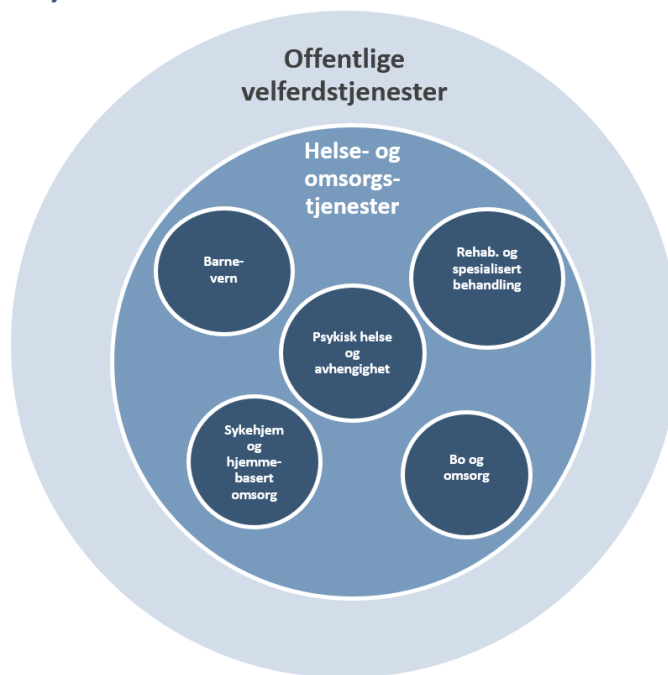 Offentlige
velferdstjenester
Helse- og
omsorgs-
tjenester
Barne-
vern
Rehab. og
spesialisert
behandling
Psykisk helse
og
avhengighet
Sykehjem
og
hjemme-
basert
omsorg
Bo og
omsorg